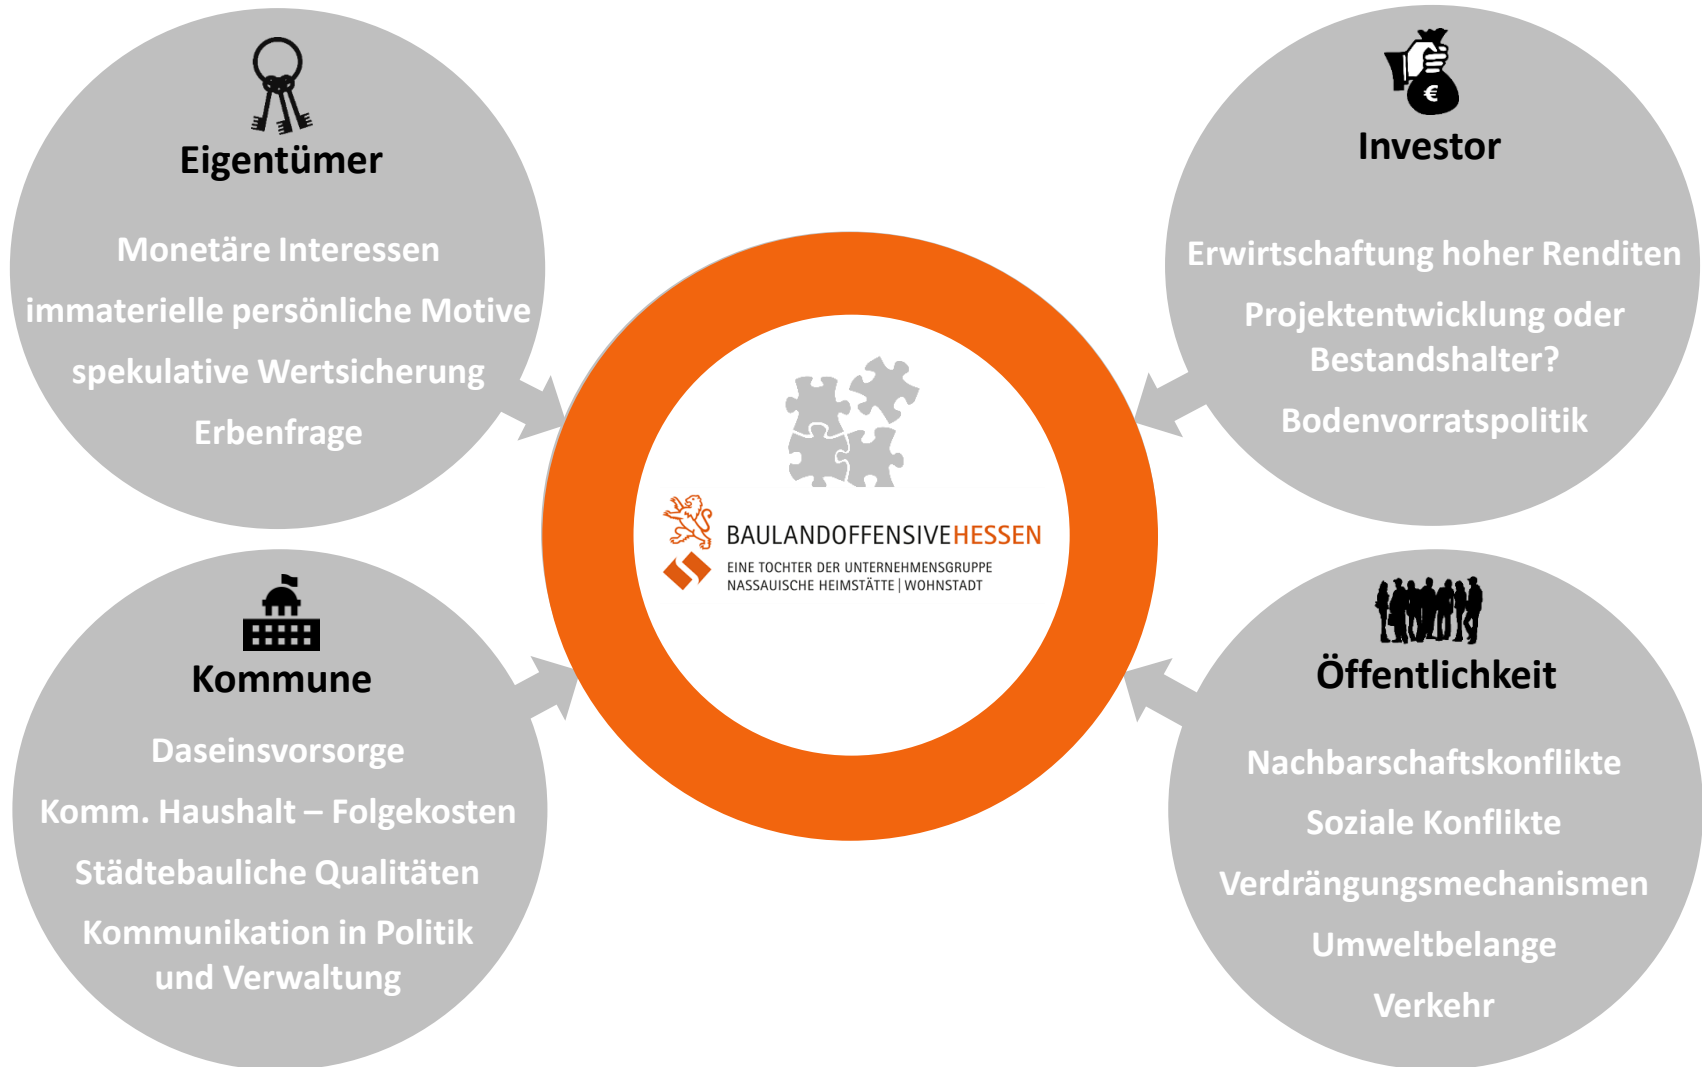 Eigentümer
Monetäre Interessen
immaterielle persönliche Motive
spekulative Wertsicherung
Erbenfrage
€
Investor
Erwirtschaftung hoher Renditen
Projektentwicklung oder
Bestandshalter?
Bodenvorratspolitik
BAULANDOFFENSIVEHESSEN
EINE TOCHTER DER UNTERNEHMENSGRUPPE
NASSAUISCHE HEIMSTÄTTE | WOHNSTADT
Kommune
Daseinsvorsorge
Komm. Haushalt – Folgekosten
Städtebauliche Qualitäten
Kommunikation in Politik
und Verwaltung
Öffentlichkeit
Nachbarschaftskonflikte
Soziale Konflikte
Verdrängungsmechanismen
Umweltbelange
Verkehr